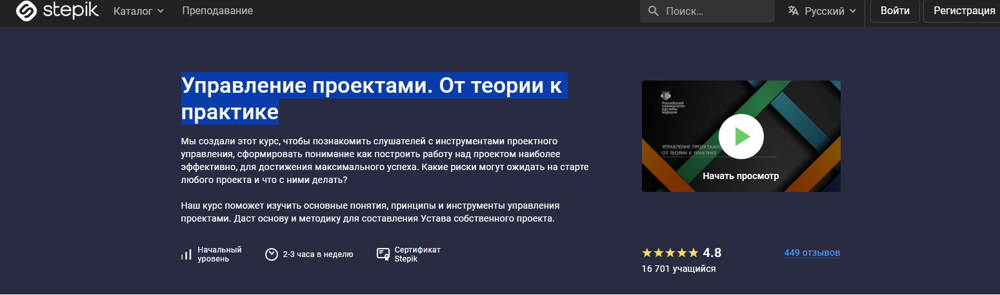 stepik Каталог Преподавание Поиск... Русский Войти Регистрация
Управление проектами. От теории к
практике
Мы создали этот курс, чтобы познакомить слушателей с инструментами проектного
управления, сформировать понимание как построить работу над проектом наиболее
эффективно, для достижения максимального успеха. Какие риски могут ожидать на старте
любого проекта и что с ними делать?
Наш курс поможет изучить основные понятия, принципы и инструменты управления
проектами. Даст основу и методику для составления Устава собственного проекта.
Начальный
уровень
2-3 часа в неделю
Сертификат
Stepik
Российский
университет
дружбы
народов
УПРАВЛЕНИЕ ПРОЕКТАМИ
ОТ ТЕОРИИ К ПРАКТИКЕ
Начать просмотр
4.8
449 отзывов
16 701 учащийся